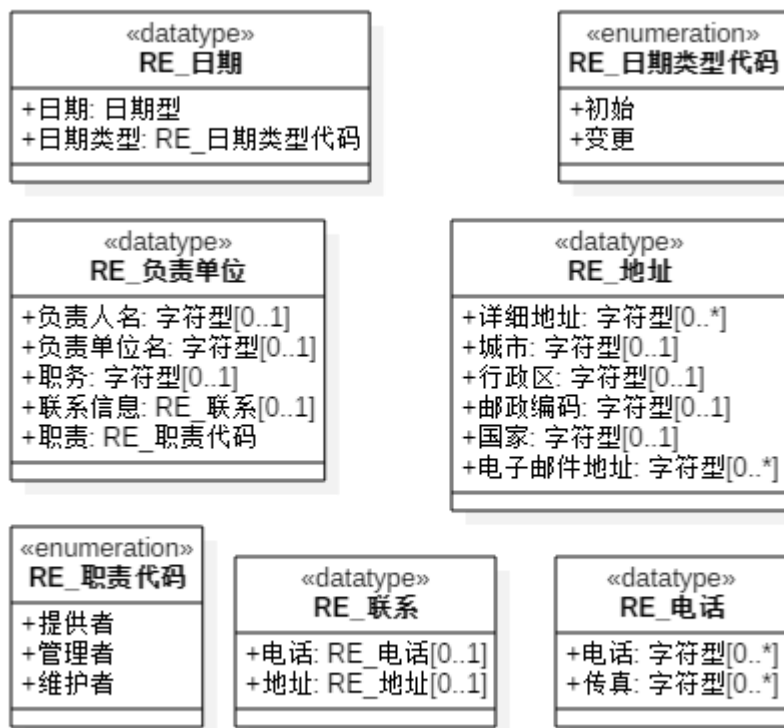 «datatype»
RE_日期
+日期: 日期型
+日期类型: RE_日期类型代码
«enumeration»
RE_日期类型代码
+初始
+变更
«datatype»
RE_负责单位
+负责人名: 字符型[0..1]
+负责单位名: 字符型[0..1]
+职务: 字符型[0..1]
+联系信息: RE_联系[0..1]
+职责: RE_职责代码
«datatype»
RE_地址
+详细地址: 字符型[0..*]
+城市: 字符型[0..1]
+行政区: 字符型[0..1]
+邮政编码: 字符型[0..1]
+国家: 字符型[0..1]
+电子邮件地址: 字符型[0..*]
«enumeration»
RE_职责代码
+提供者
+管理者
+维护者
«datatype»
RE_联系
+电话: RE_电话[0..1]
+地址: RE_地址[0..1]
«datatype»
RE_电话
+电话: 字符型[0..*]
+传真: 字符型[0..*]